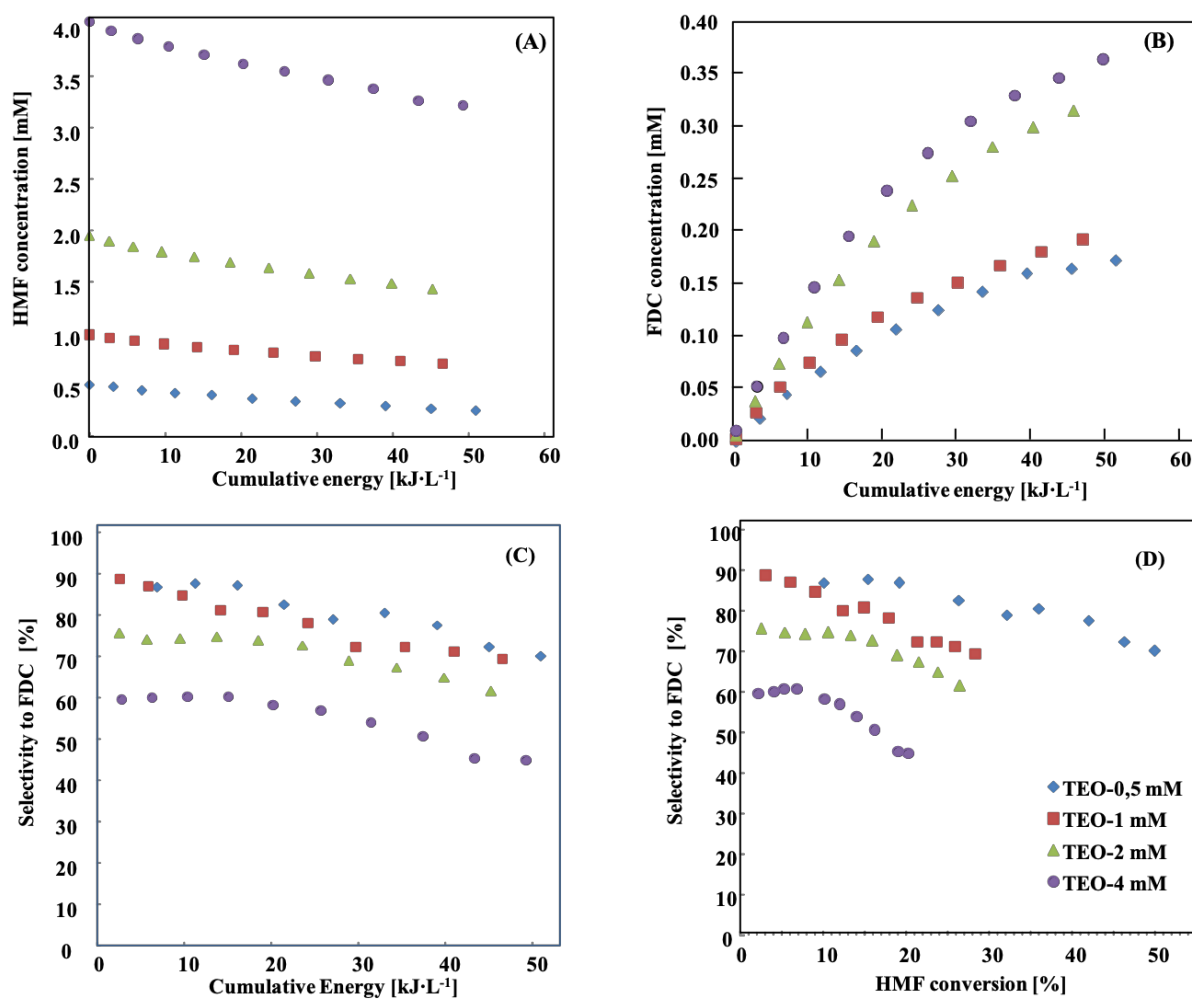 (A)
HMF concentration [mM]
4.0
3.5
3.0
2.5
2.0
1.5
1.0
0.5
0.0
0 10 20 30 40 50 60
Cumulative energy [kJ·L⁻¹]
(B)
FDC concentration [mM]
0.40
0.35
0.30
0.25
0.20
0.15
0.10
0.05
0.00
0 10 20 30 40 50 60
Cumulative energy [kJ·L⁻¹]
(C)
Selectivity to FDC [%]
100
90
80
70
60
50
40
30
20
10
0
0 10 20 30 40 50
Cumulative Energy [kJ·L⁻¹]
(D)
Selectivity to FDC [%]
100
90
80
70
60
50
40
30
20
10
0
0 10 20 30 40 50
HMF conversion [%]
TEO-0,5 mM
TEO-1 mM
TEO-2 mM
TEO-4 mM